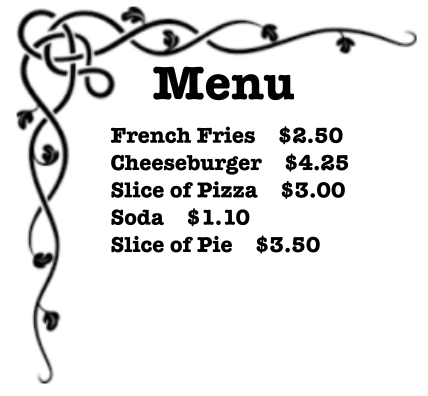 Menu
French Fries $2.50
Cheeseburger $4.25
Slice of Pizza $3.00
Soda $1.10
Slice of Pie $3.50